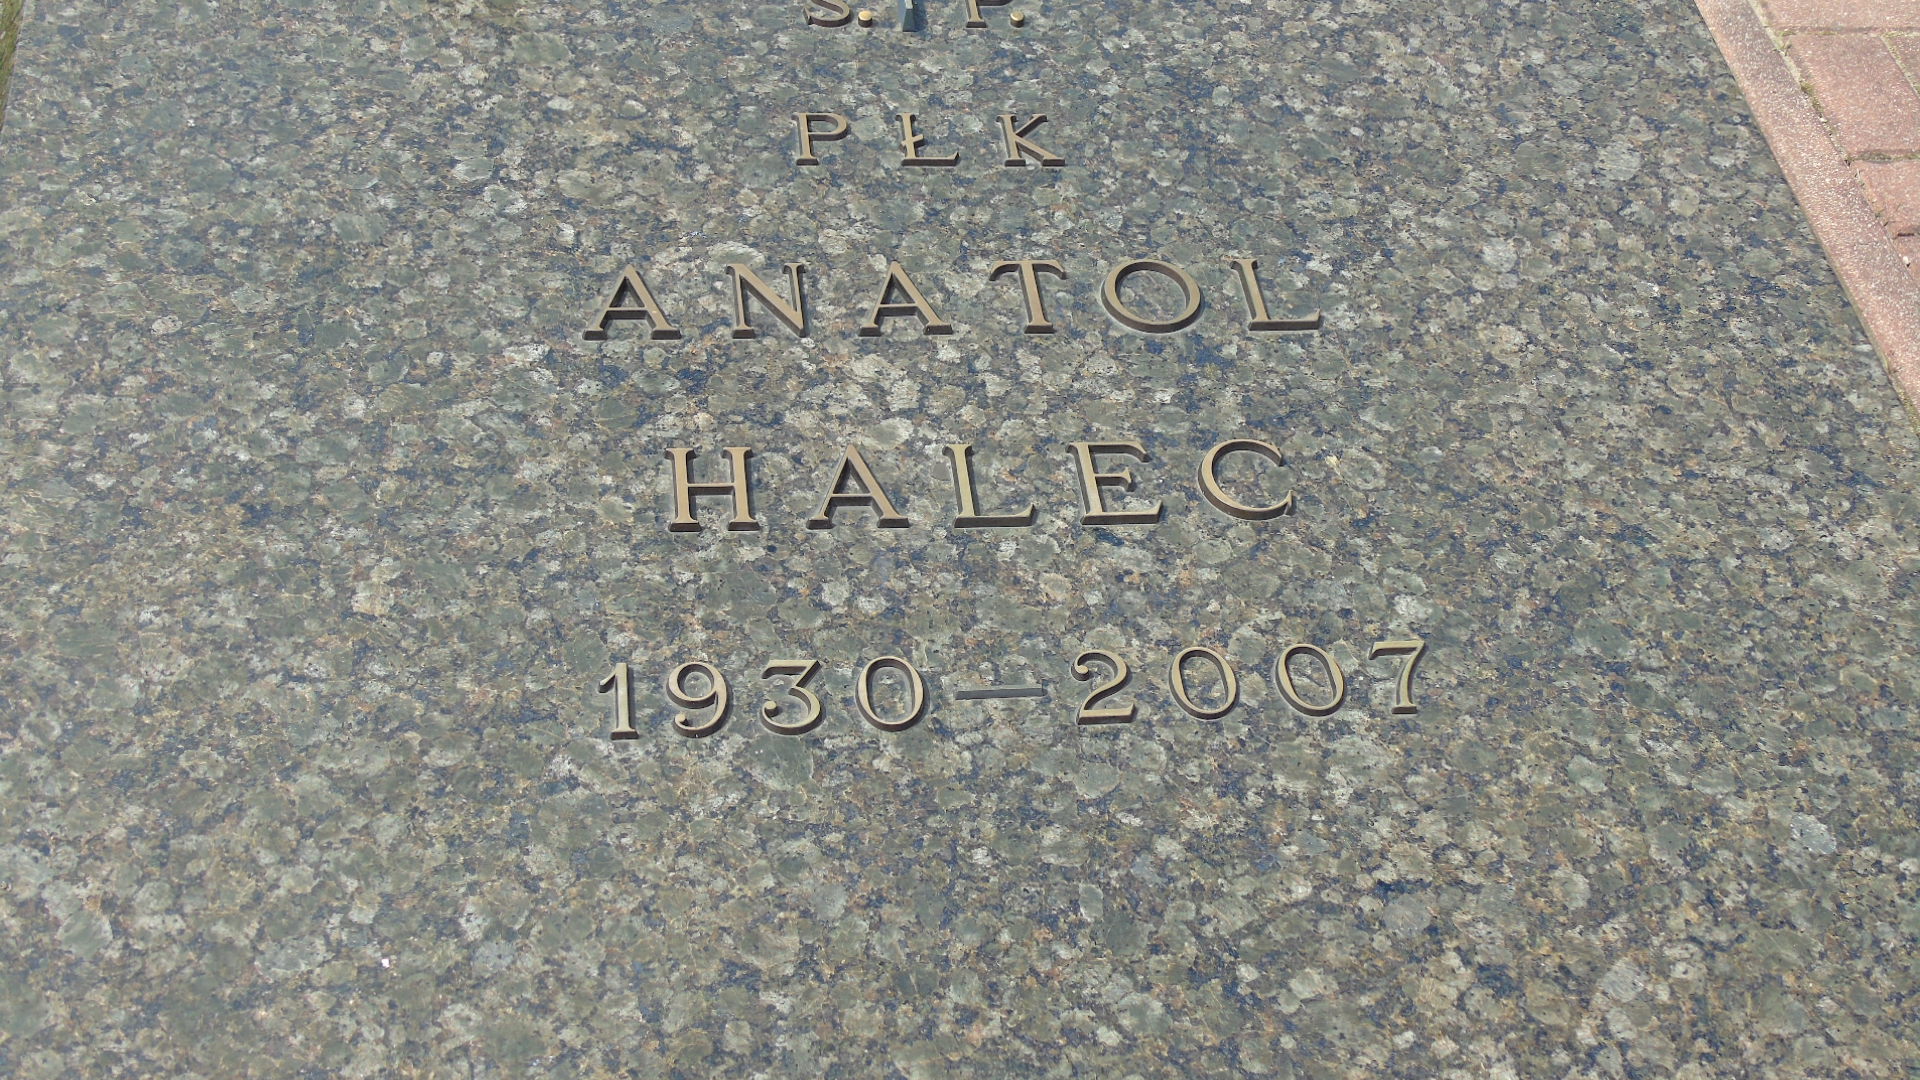 Ś. P.
PŁK
ANATOL
HALEC
1930—2007